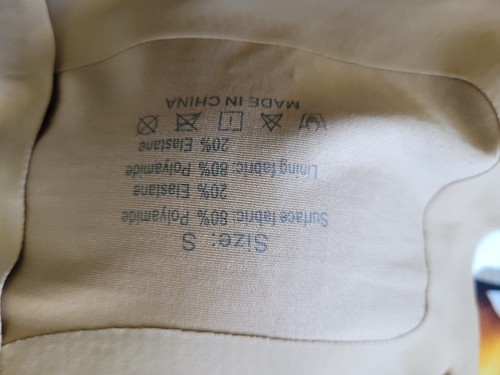 Size: S
Surface fabric: 80% Polyamide
20% Elastane
Lining fabric: 80% Polyamide
20% Elastane
MADE IN CHINA